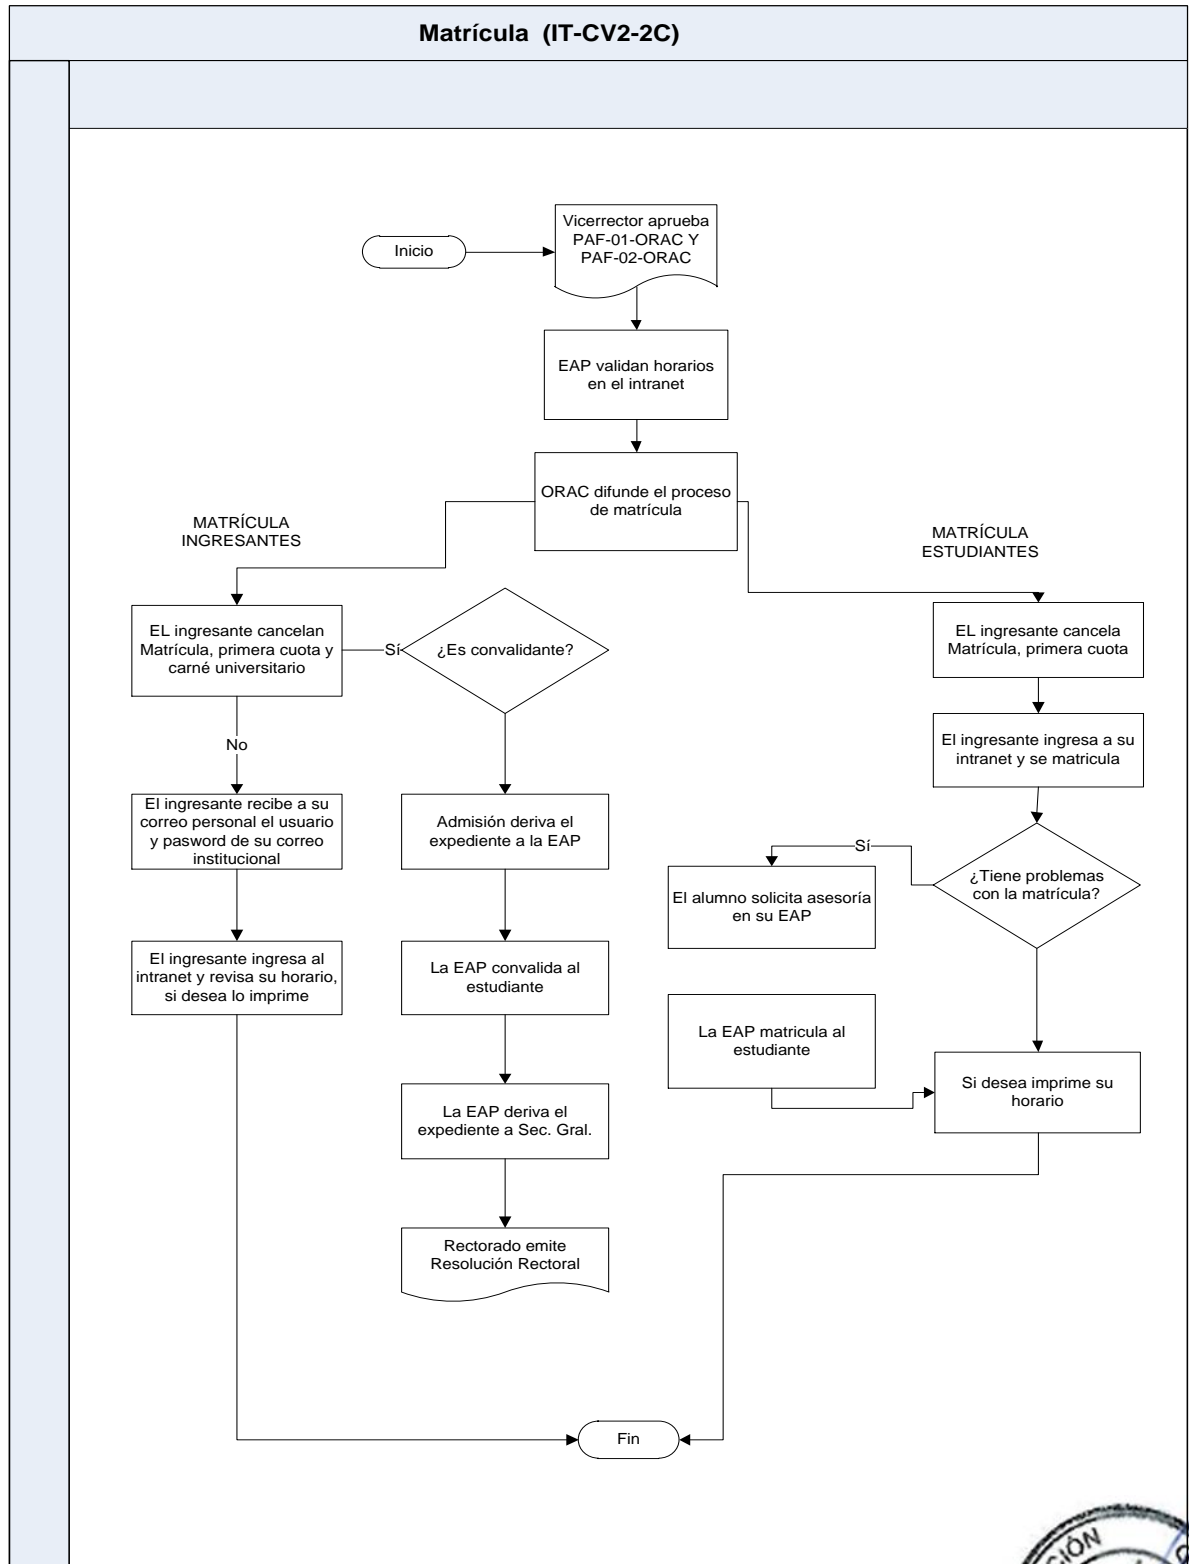 Matrícula (IT-CV2-2C)
Inicio
Vicerrector aprueba
PAF-01-ORAC Y
PAF-02-ORAC
EAP validan horarios
en el intranet
ORAC difunde el proceso
de matrícula
MATRÍCULA
INGRESANTES
MATRÍCULA
ESTUDIANTES
EL ingresante cancelan
Matrícula, primera cuota y
carné universitario
Sí
¿Es convalidante?
EL ingresante cancela
Matrícula, primera cuota
No
El ingresante ingresa a su
intranet y se matricula
El ingresante recibe a su
correo personal el usuario
y pasword de su correo
institucional
Admisión deriva el
expediente a la EAP
Sí
¿Tiene problemas
con la matrícula?
El alumno solicita asesoría
en su EAP
El ingresante ingresa al
intranet y revisa su horario,
si desea lo imprime
La EAP convalida al
estudiante
La EAP matricula al
estudiante
Si desea imprime su
horario
La EAP deriva el
expediente a Sec. Gral.
Rectorado emite
Resolución Rectoral
Fin